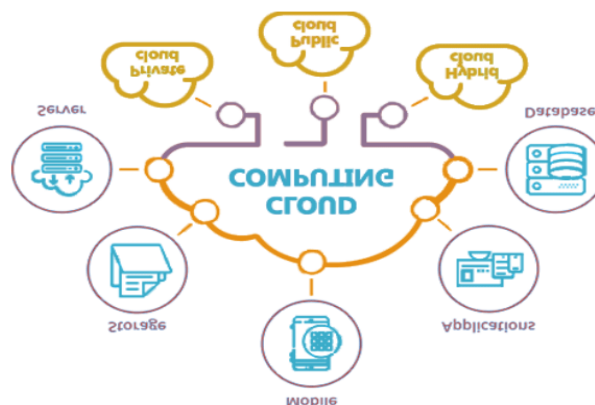 Mobile
Storage
Applications
CLOUD
COMPUTING
Server
Database
Private
cloud
Public
cloud
Hybrid
cloud